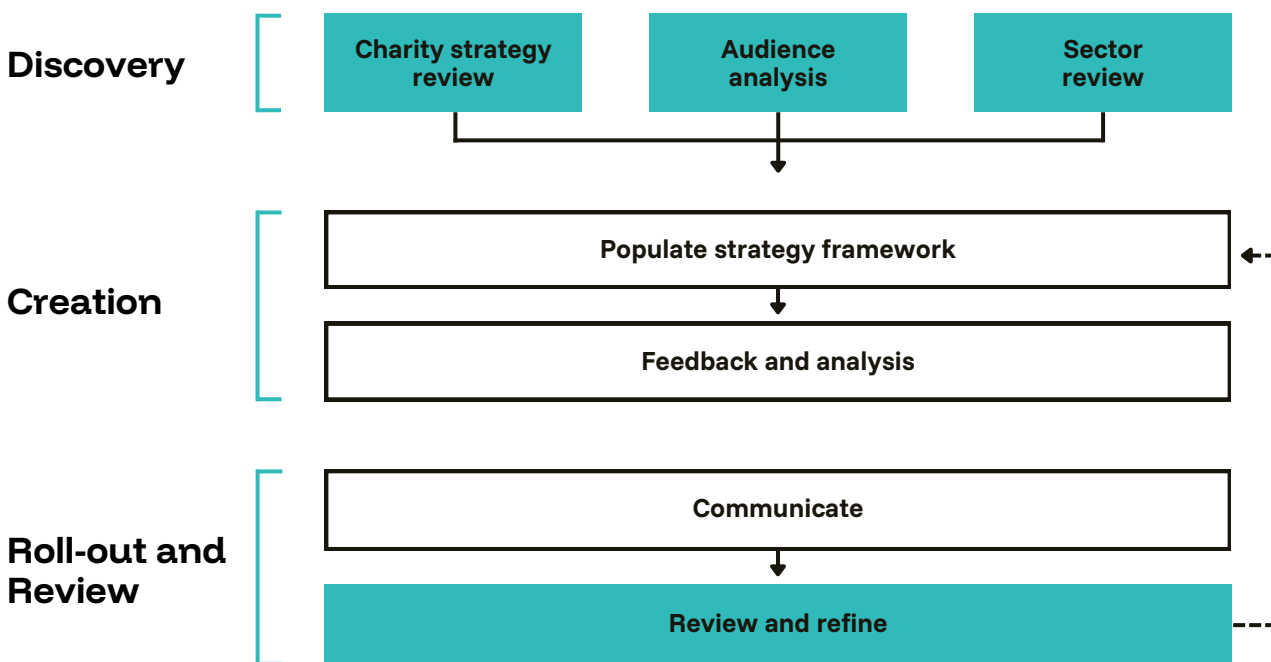 Discovery
Charity strategy
review
Audience
analysis
Sector
review
Creation
Populate strategy framework
Feedback and analysis
Roll-out and
Review
Communicate
Review and refine